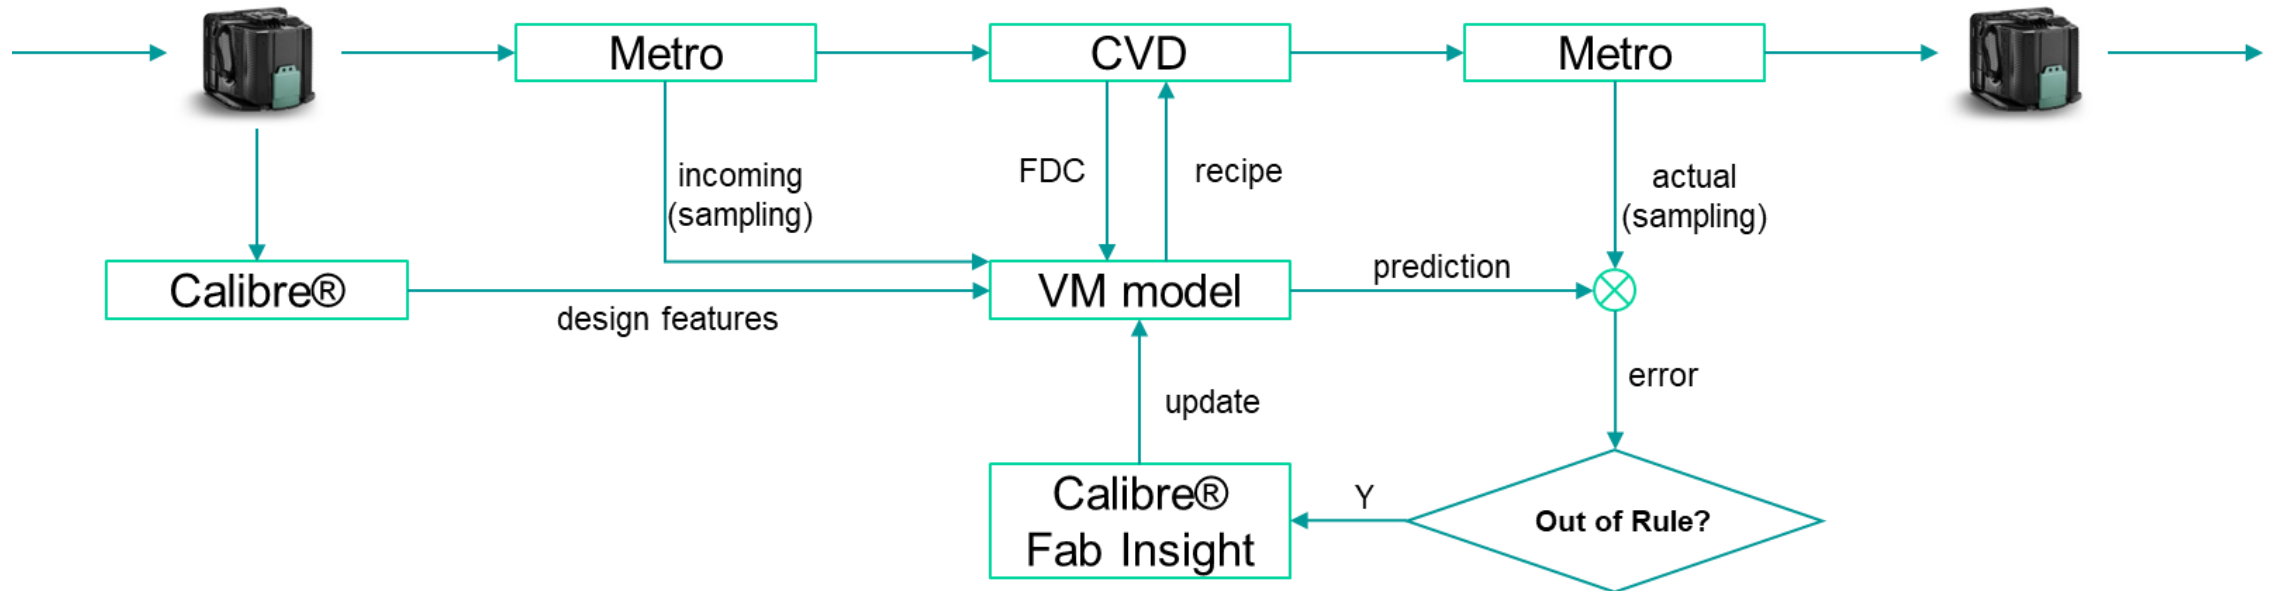 Metro
CVD
Metro
incoming
(sampling)
FDC
recipe
actual
(sampling)
Calibre®
design features
VM model
prediction
update
error
Calibre®
Fab Insight
Y
Out of Rule?